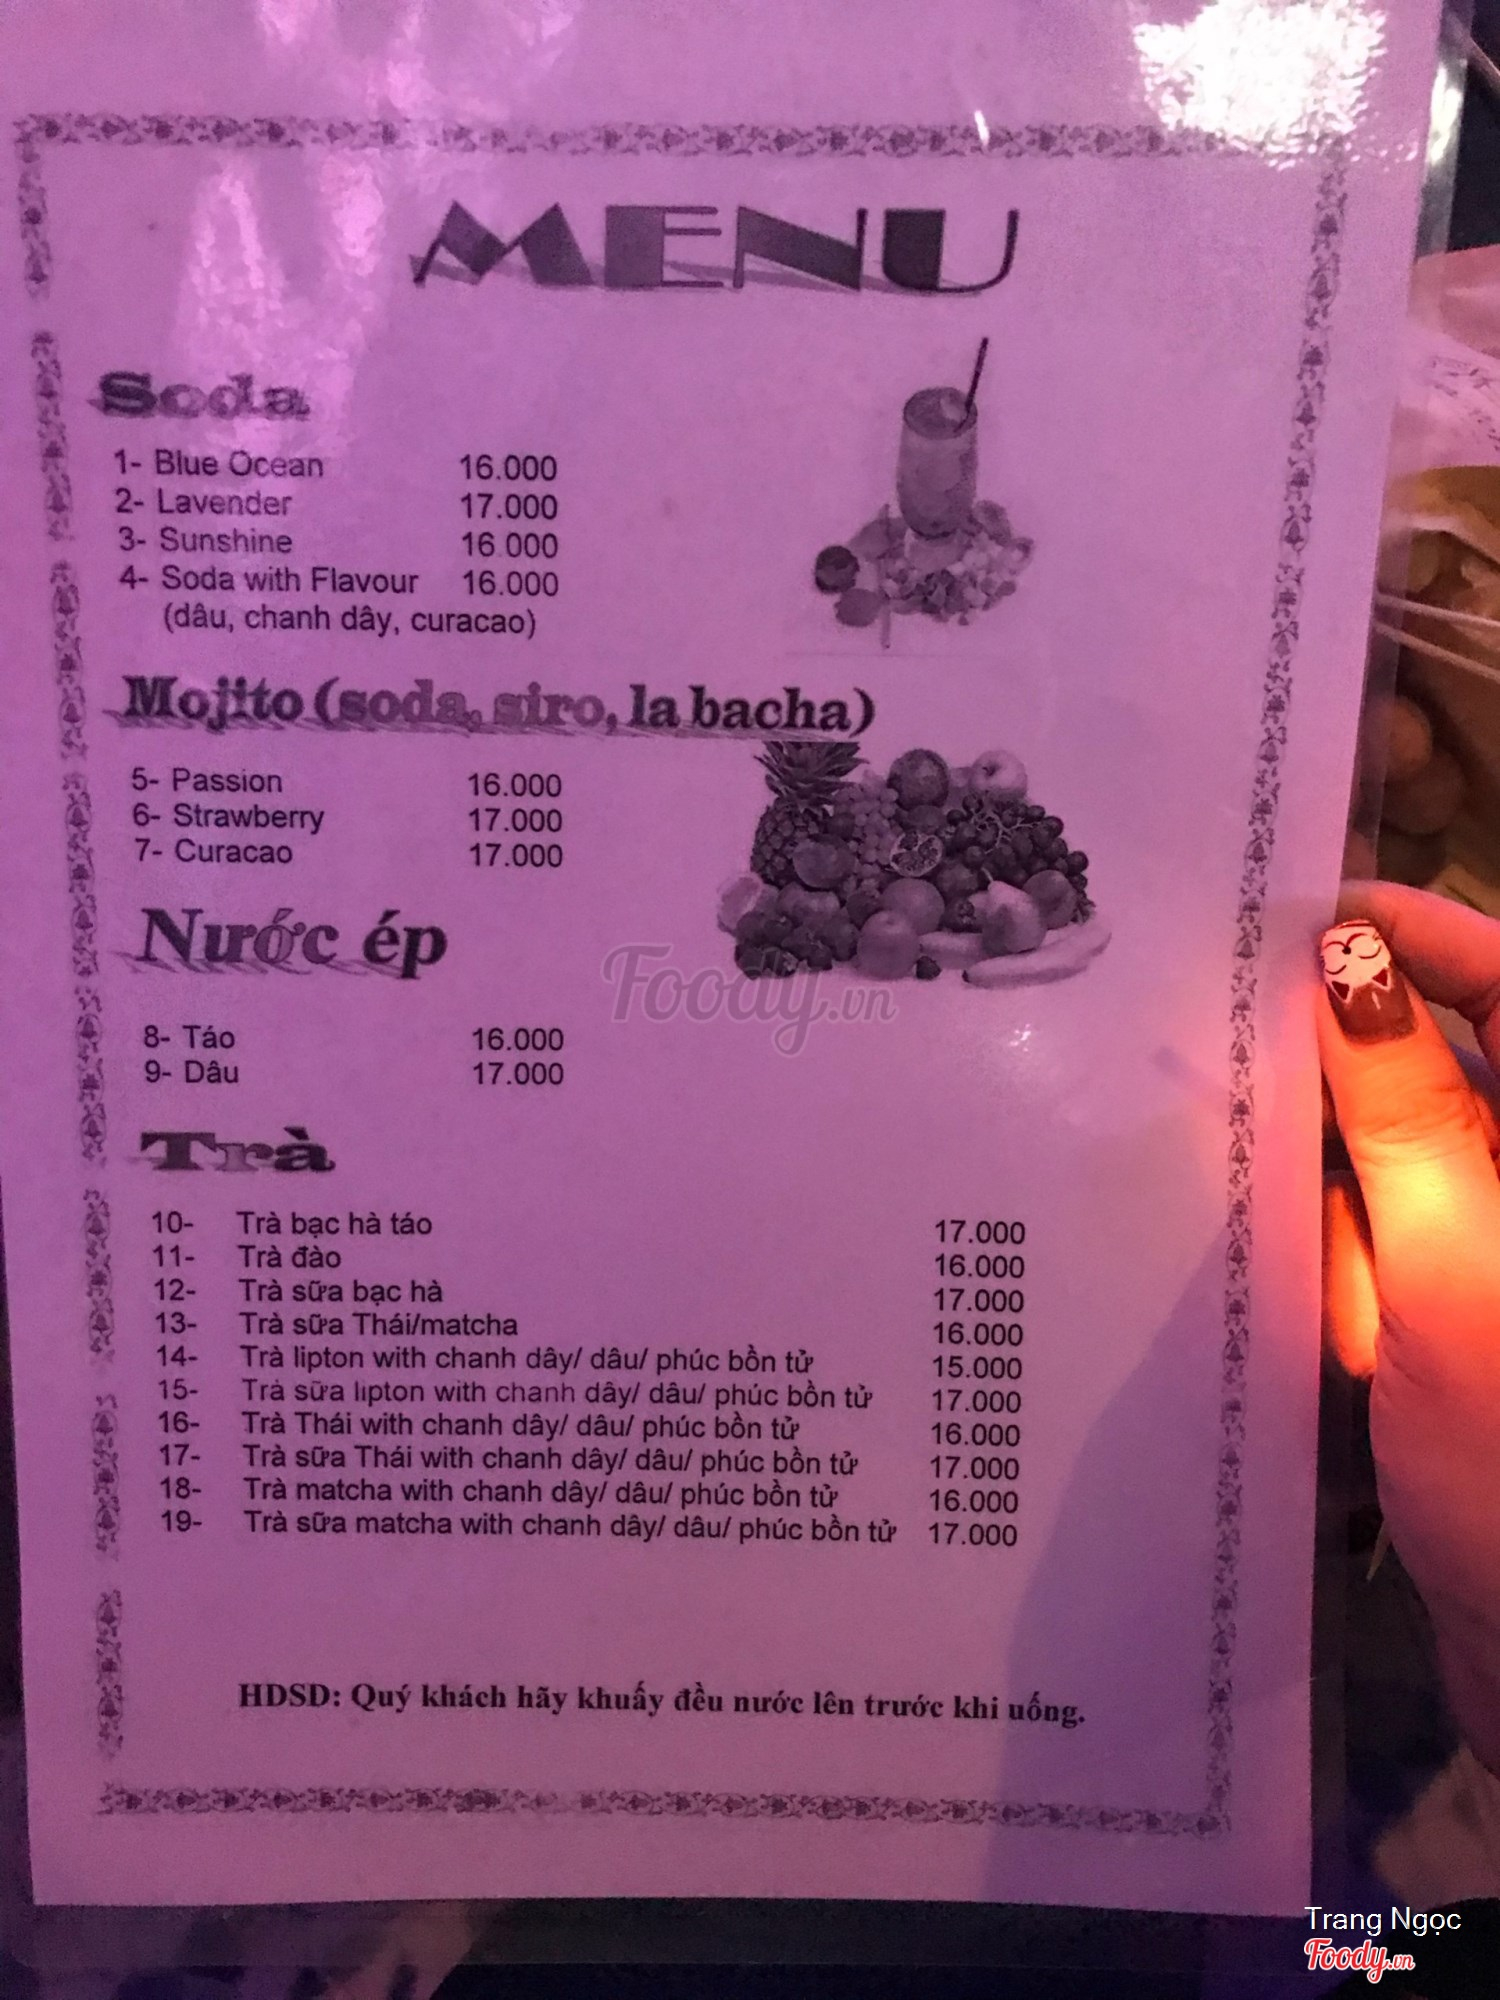 MENU
Soda
1- Blue Ocean 16.000
2- Lavender 17.000
3- Sunshine 16.000
4- Soda with Flavour 16.000
(dâu, chanh dây, curacao)
Mojito (soda, siro, la bacha)
5- Passion 16.000
6- Strawberry 17.000
7- Curacao 17.000
Nước ép
Foody.vn
8- Táo 16.000
9- Dâu 17.000
Trà
10- Trà bạc hà táo 17.000
11- Trà đào 16.000
12- Trà sữa bạc hà 17.000
13- Trà sữa Thái/matcha 16.000
14- Trà lipton with chanh dây/ dâu/ phúc bồn tử 15.000
15- Trà sữa lipton with chanh dây/ dâu/ phúc bồn tử 17.000
16- Trà Thái with chanh dây/ dâu/ phúc bồn tử 16.000
17- Trà sữa Thái with chanh dây/ dâu/ phúc bồn tử 17.000
18- Trà matcha with chanh dây/ dâu/ phúc bồn tử 16.000
19- Trà sữa matcha with chanh dây/ dâu/ phúc bồn tử 17.000
HDSD: Quý khách hãy khuấy đều nước lên trước khi uống.
Trang Ngọc
Foody.vn